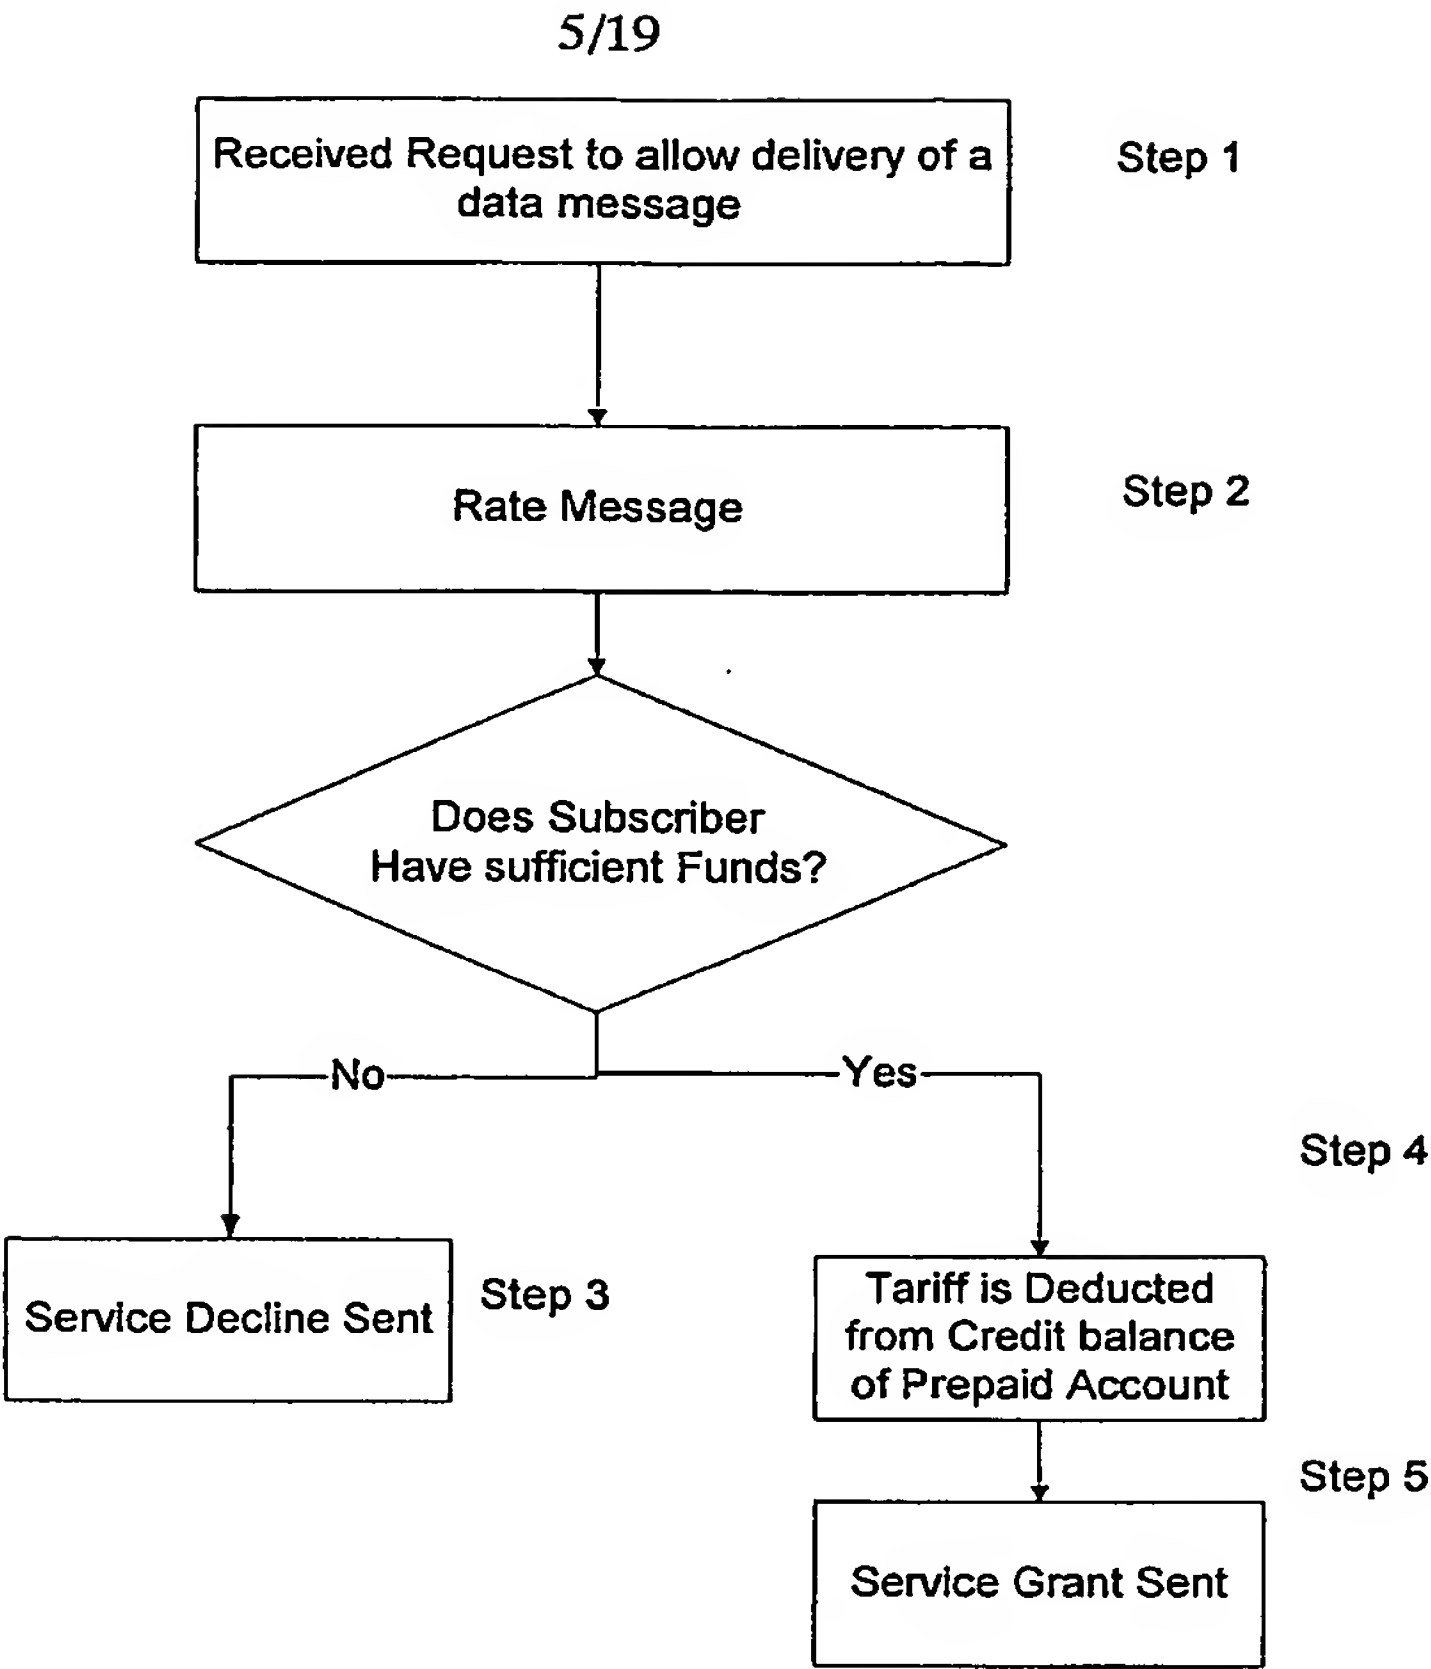 5/19
Received Request to allow delivery of a
data message
Step 1
Rate Message
Step 2
Does Subscriber
Have sufficient Funds?
No
Yes
Step 4
Service Decline Sent
Step 3
Tariff is Deducted
from Credit balance
of Prepaid Account
Step 5
Service Grant Sent